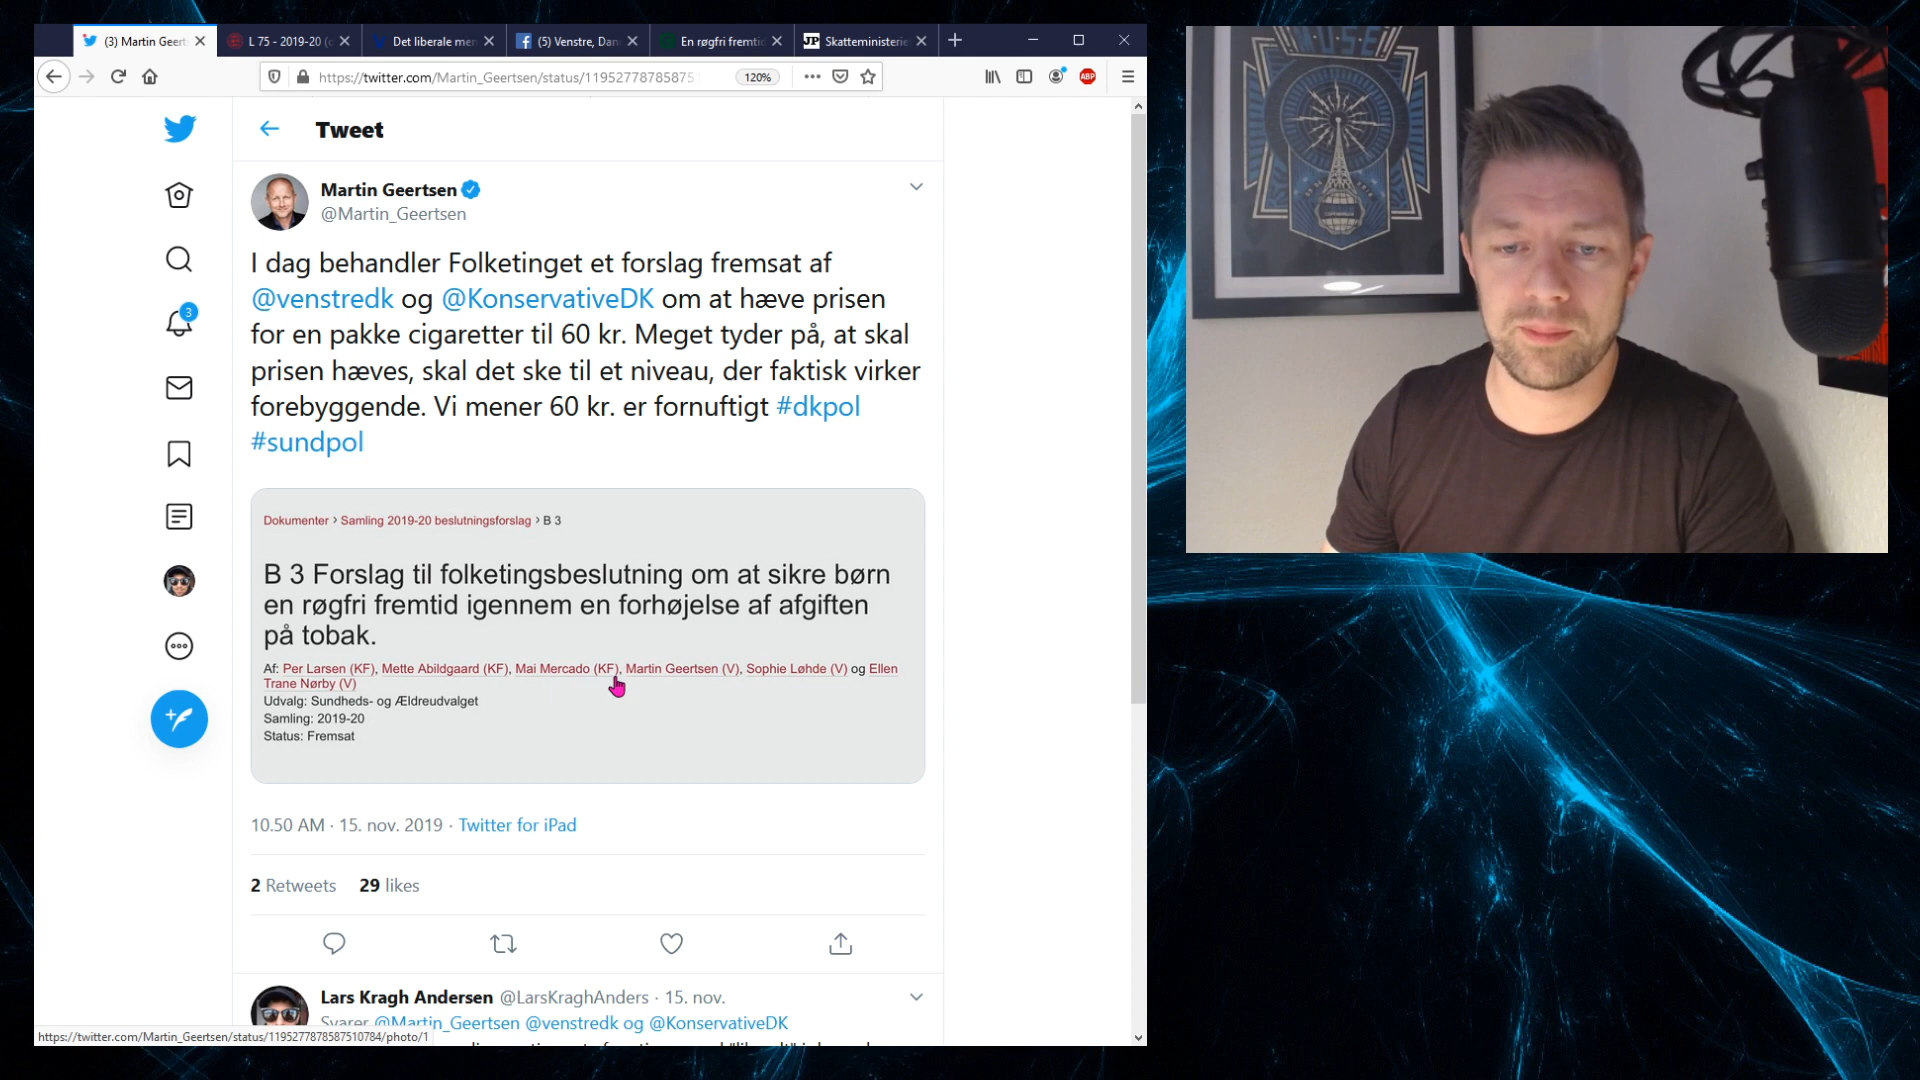 (3) Martin Geert
L 75 - 2019-20 (
Det liberale me
(5) Venstre, Dan
En røgfri fremti
JP Skatteministerie
https://twitter.com/Martin_Geertsen/status/119527787858751
120%
ABP
Tweet
Martin Geertsen
@Martin_Geertsen
I dag behandler Folketinget et forslag fremsat af
@venstredk og @KonservativeDK om at hæve prisen
for en pakke cigaretter til 60 kr. Meget tyder på, at skal
prisen hæves, skal det ske til et niveau, der faktisk virker
forebyggende. Vi mener 60 kr. er fornuftigt #dkpol
#sundpol
3
Dokumenter › Samling 2019-20 beslutningsforslag › B 3
B 3 Forslag til folketingsbeslutning om at sikre børn
en røgfri fremtid igennem en forhøjelse af afgiften
på tobak.
Af: Per Larsen (KF), Mette Abildgaard (KF), Mai Mercado (KF), Martin Geertsen (V), Sophie Løhde (V) og Ellen
Trane Nørby (V)
Udvalg: Sundheds- og Ældreudvalget
Samling: 2019-20
Status: Fremsat
10.50 AM · 15. nov. 2019 · Twitter for iPad
2 Retweets 29 likes
Lars Kragh Andersen @LarsKraghAnders · 15. nov.
Svarer @Martin_Geertsen @venstredk og @KonservativeDK
https://twitter.com/Martin_Geertsen/status/1195277878587510784/photo/1
MUSE